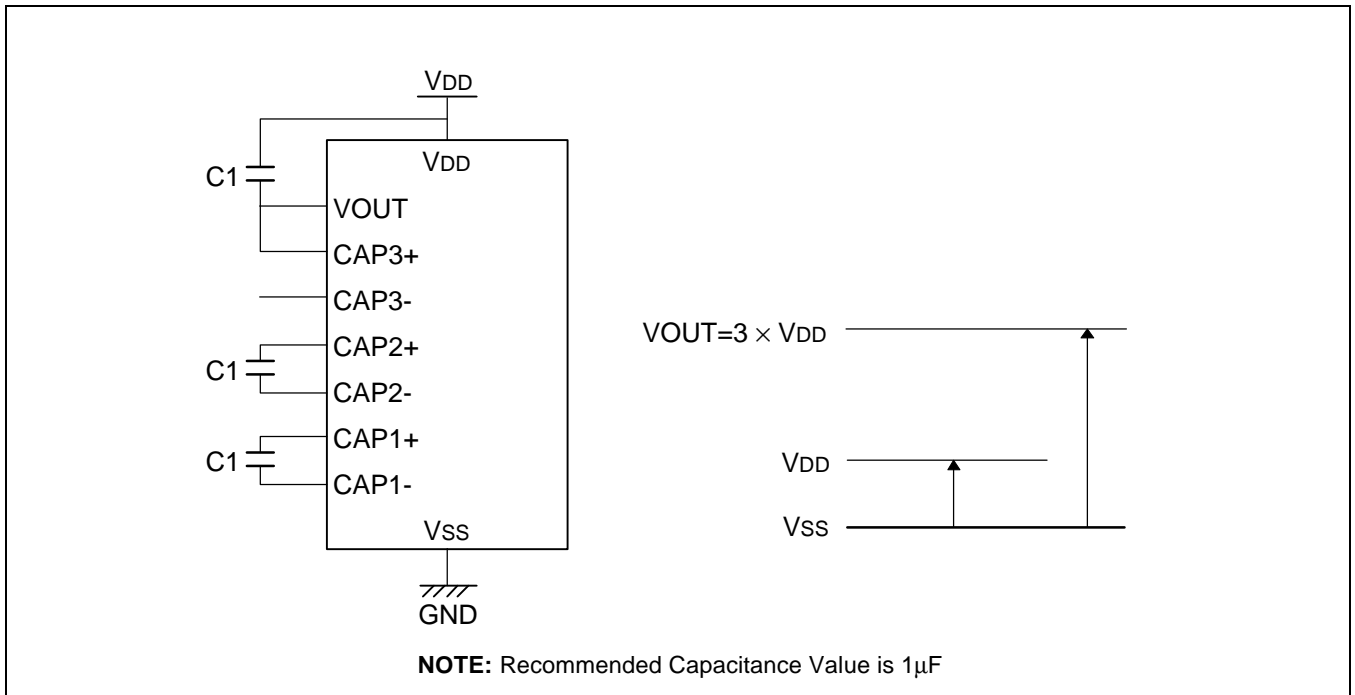 VDD
VDD
C1
VOUT
CAP3+
CAP3-
CAP2+
C1
CAP2-
CAP1+
C1
CAP1-
VSS
GND
VOUT=3 × VDD
VDD
VSS
NOTE: Recommended Capacitance Value is 1μF